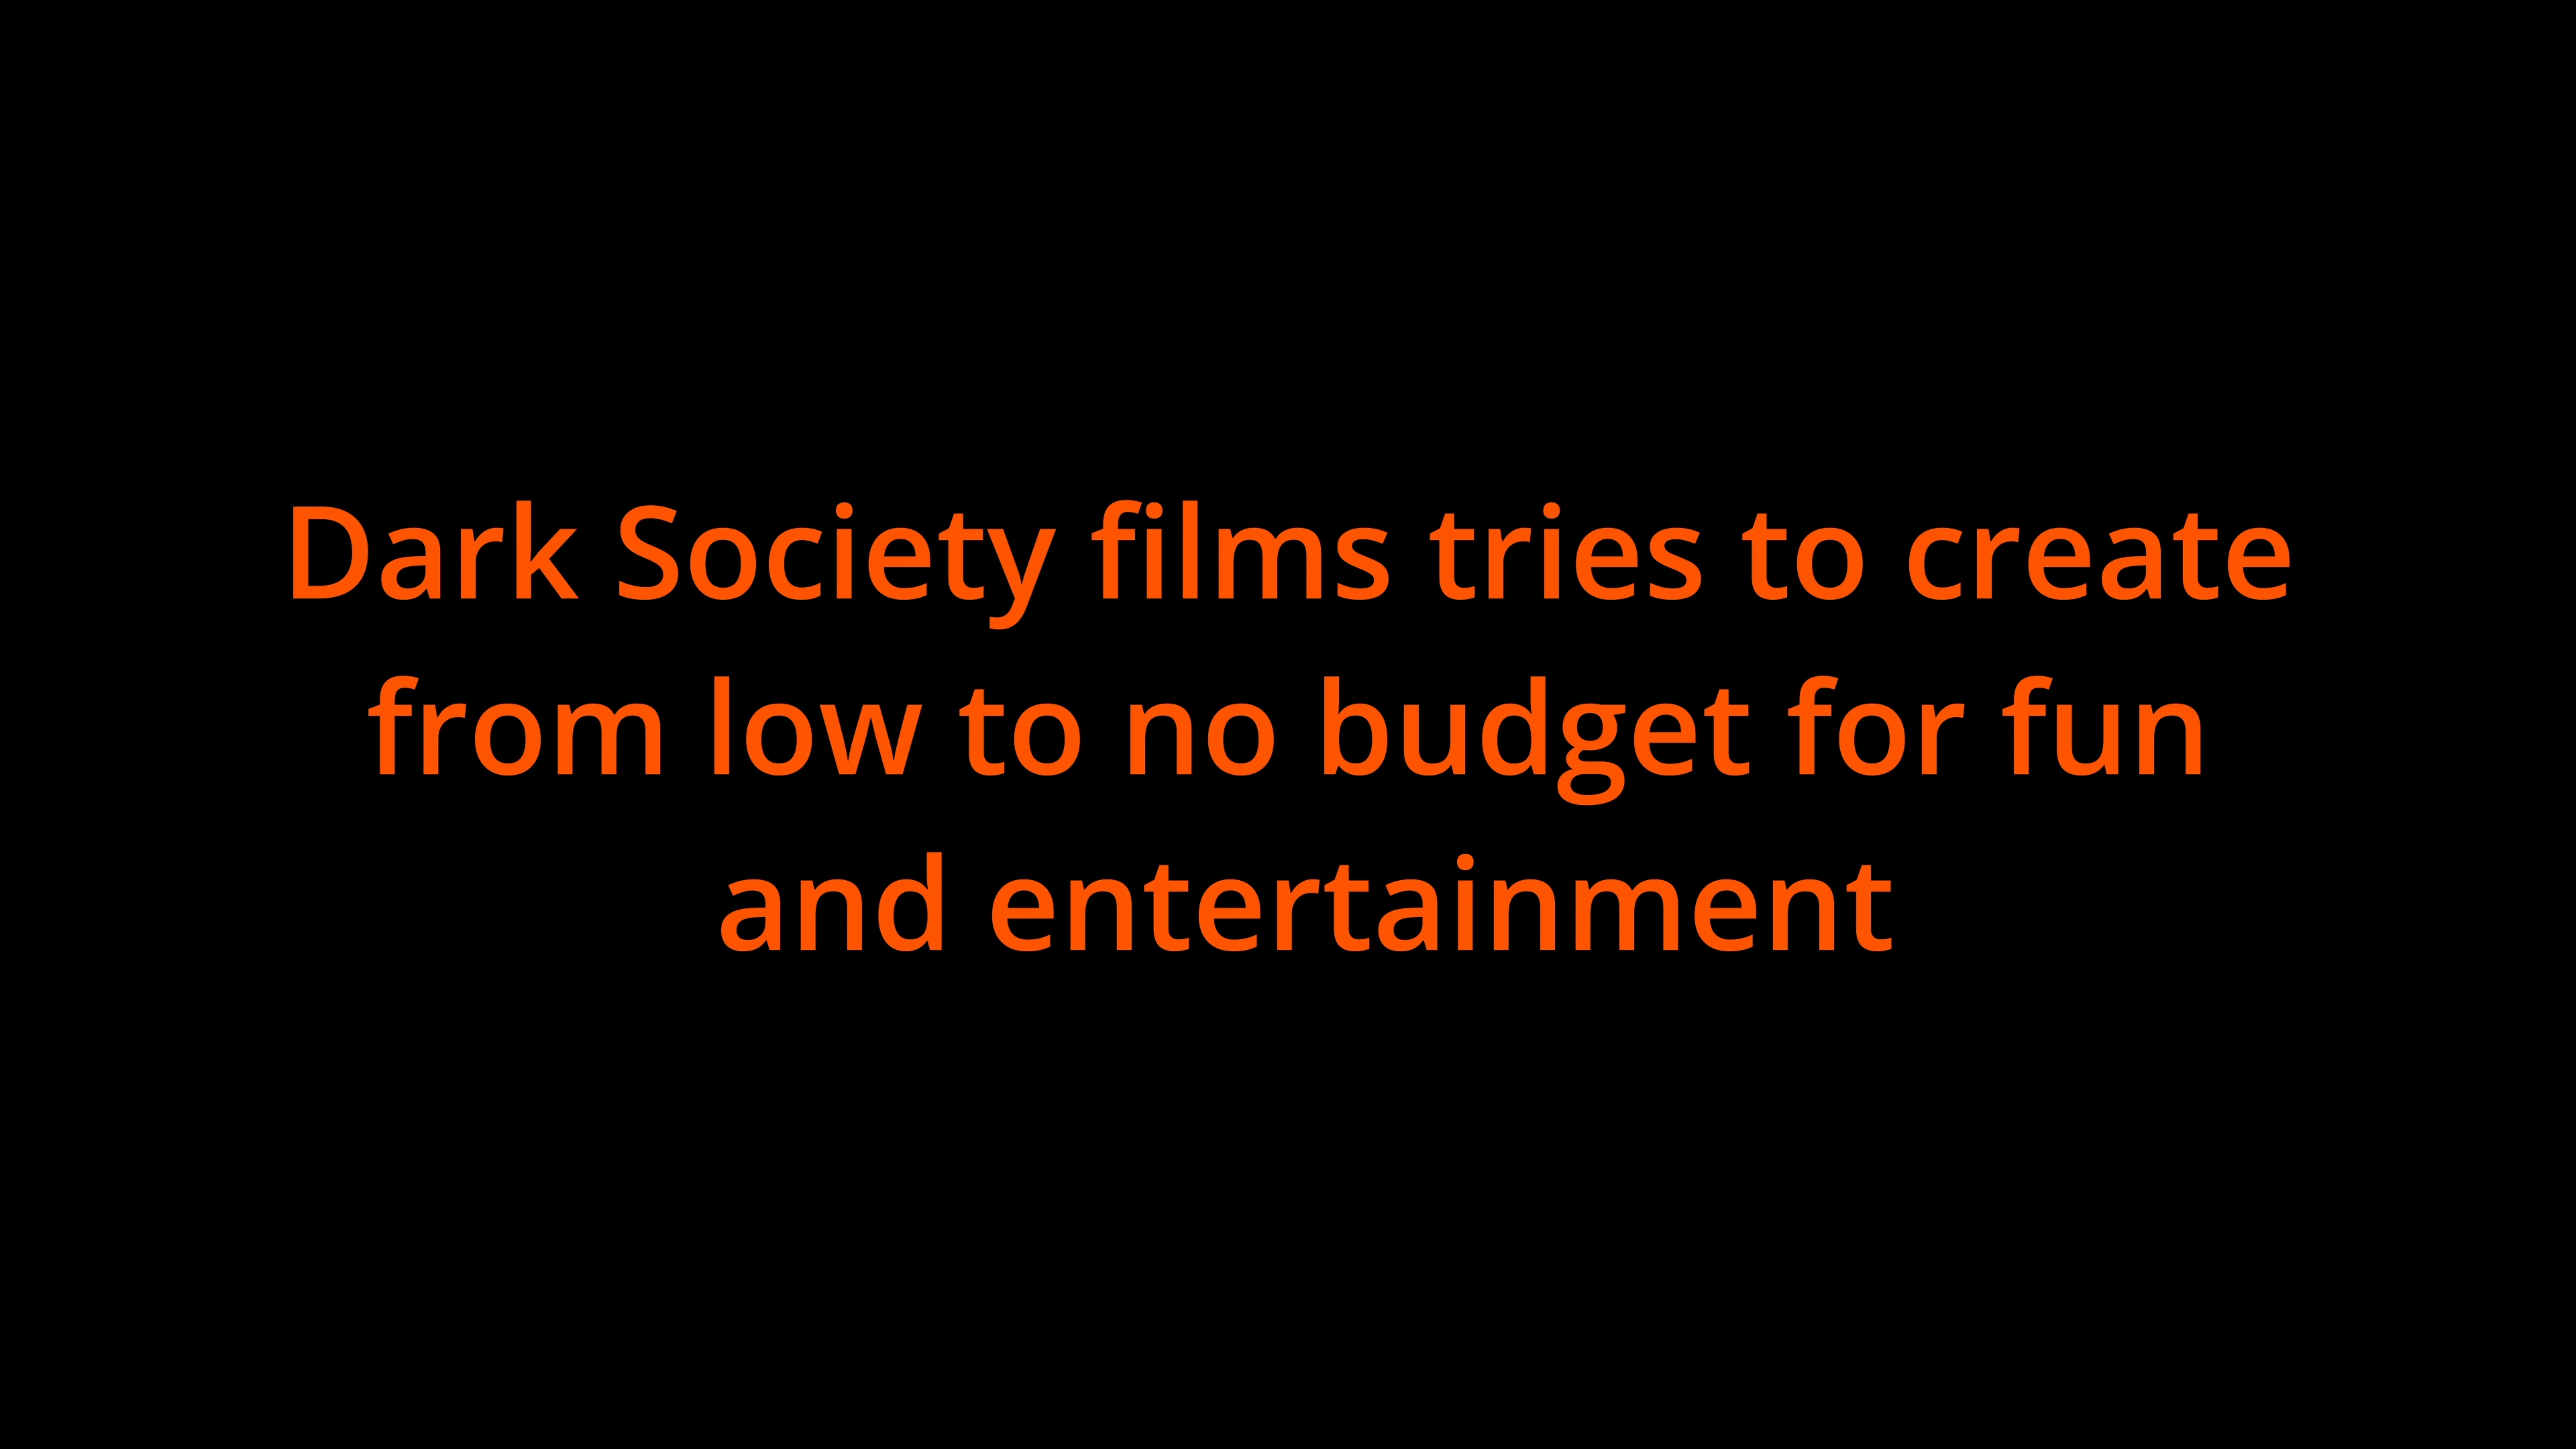 Dark Society films tries to create
from low to no budget for fun
and entertainment